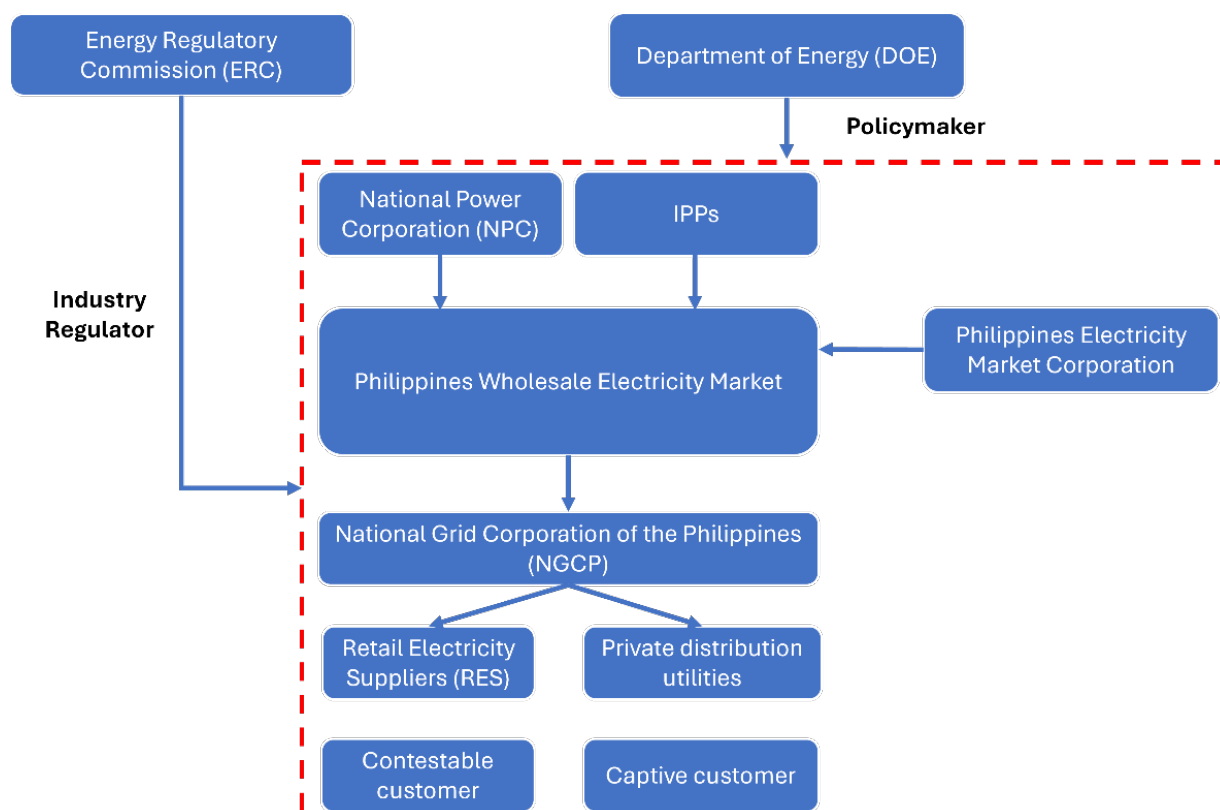 Energy Regulatory
Commission (ERC)
Department of Energy (DOE)
Policymaker
National Power
Corporation (NPC)
IPPs
Industry
Regulator
Philippines Wholesale Electricity Market
Philippines Electricity
Market Corporation
National Grid Corporation of the Philippines
(NGCP)
Retail Electricity
Suppliers (RES)
Private distribution
utilities
Contestable
customer
Captive customer